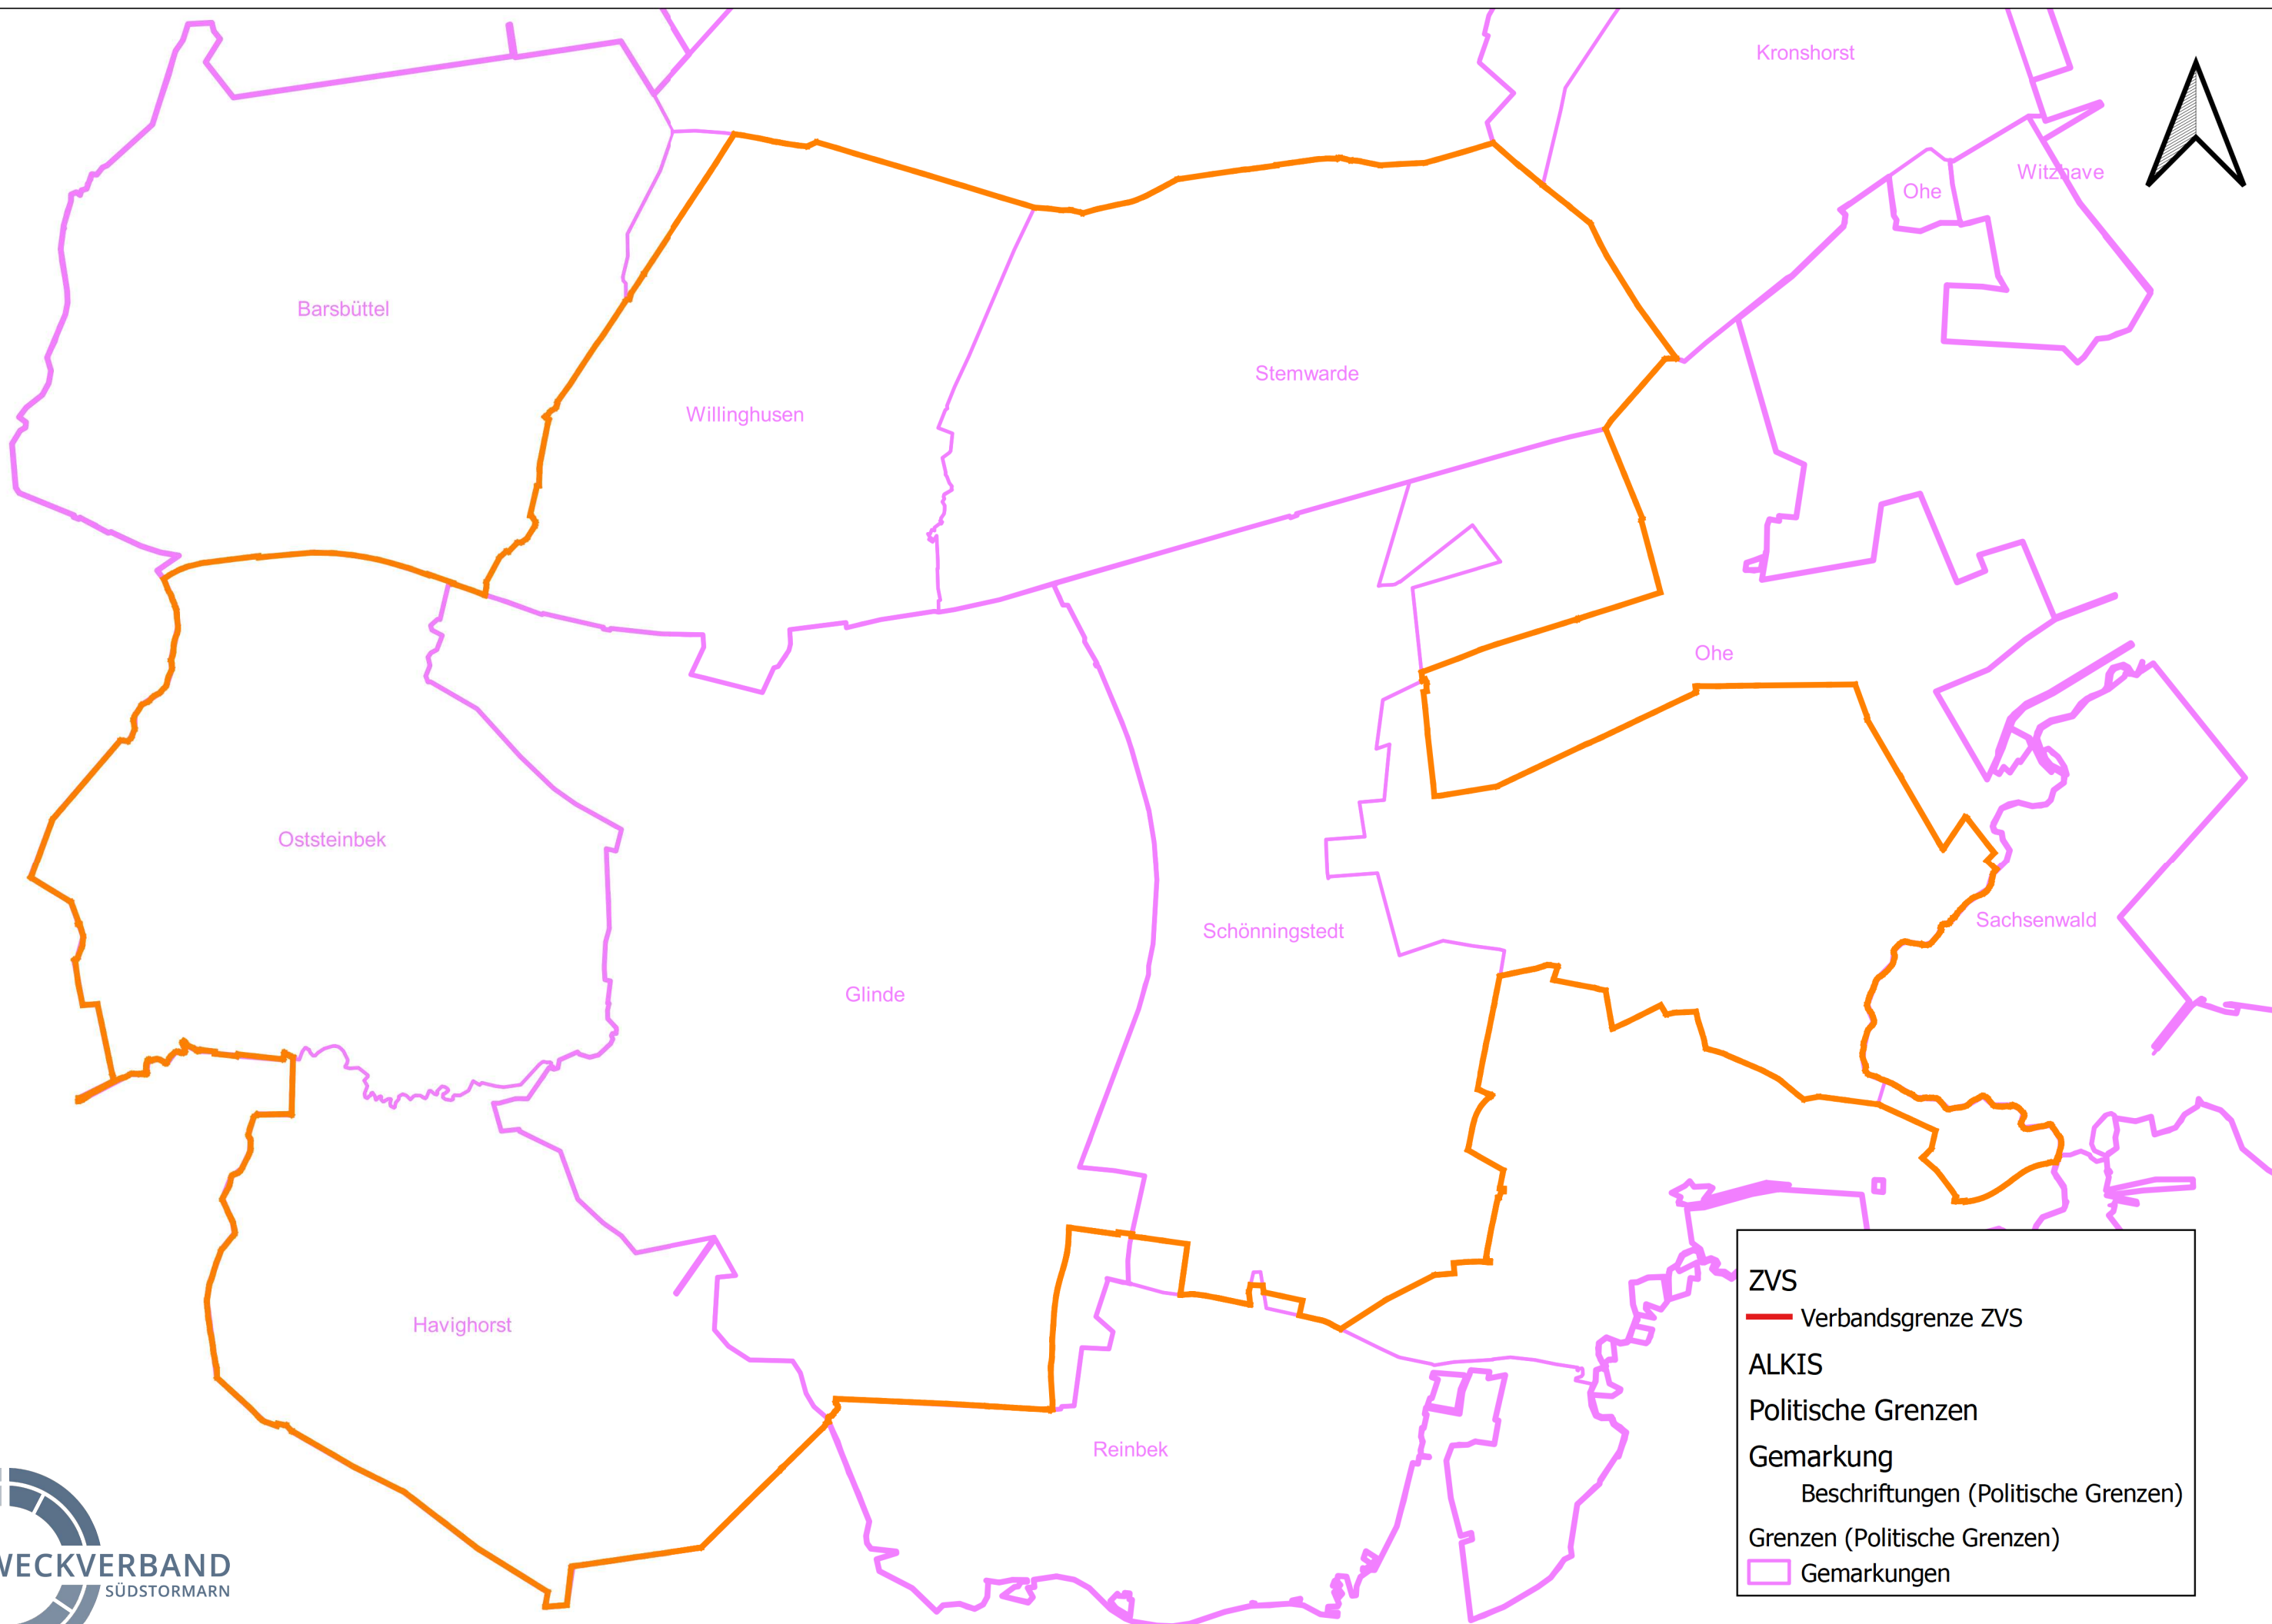 Kronshorst
Witzhave
Ohe
Barsbüttel
Stemwarde
Willinghusen
Ohe
Oststeinbek
Sachsenwald
Schönningstedt
Glinde
Havighorst
Reinbek
ZVS
Verbandsgrenze ZVS
ALKIS
Politische Grenzen
Gemarkung
Beschriftungen (Politische Grenzen)
Grenzen (Politische Grenzen)
Gemarkungen
WECKVERBAND
SÜDSTORMARN